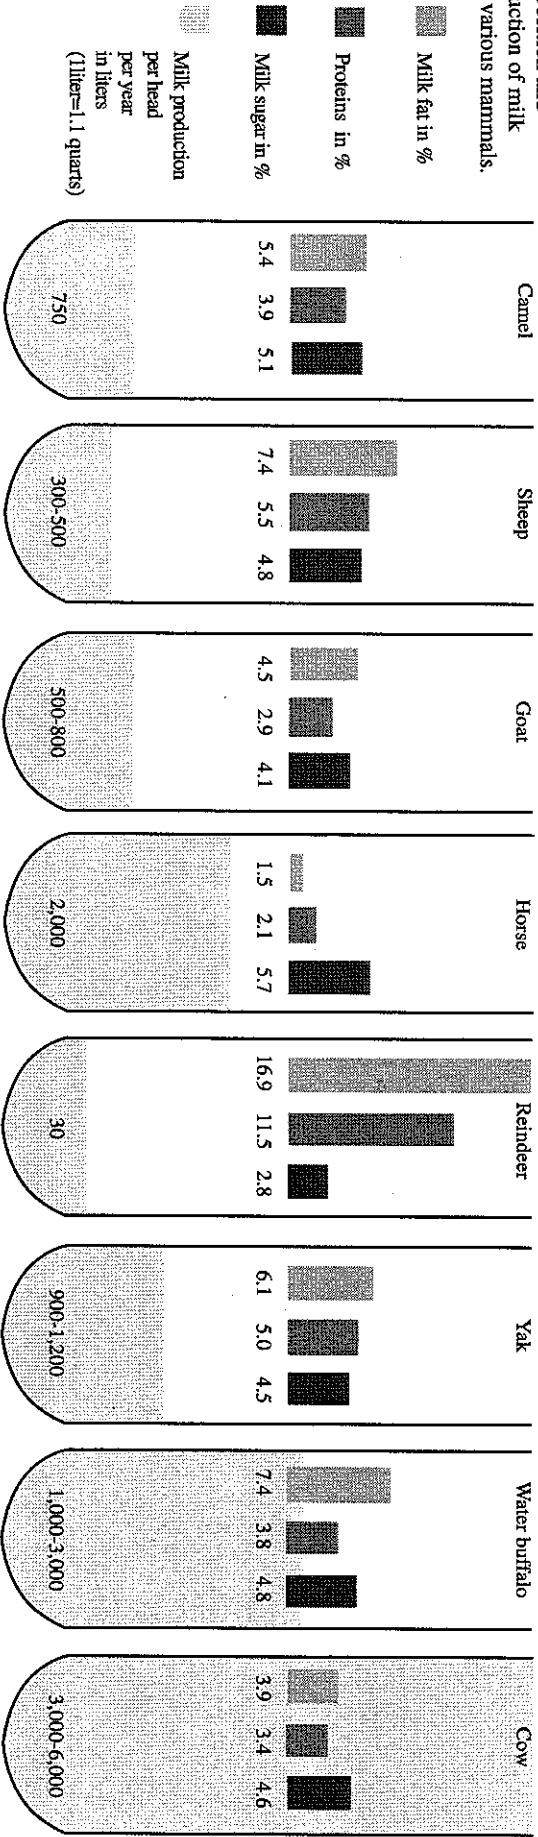 uction of milk
various mammals.
Milk fat in %
Proteins in %
Milk sugar in %
Milk production
per head
per year
in liters
(1liter=1.1 quarts)
Camel
5.4 3.9 5.1
750
Sheep
7.4 5.5 4.8
300-500
Goat
4.5 2.9 4.1
500-800
Horse
1.5 2.1 5.7
2,000
Reindeer
16.9 11.5 2.8
30
Yak
6.1 5.0 4.5
900-1,200
Water buffalo
7.4 3.8 4.8
1,000-3,000
Cow
3.9 3.4 4.6
3,000-6,000